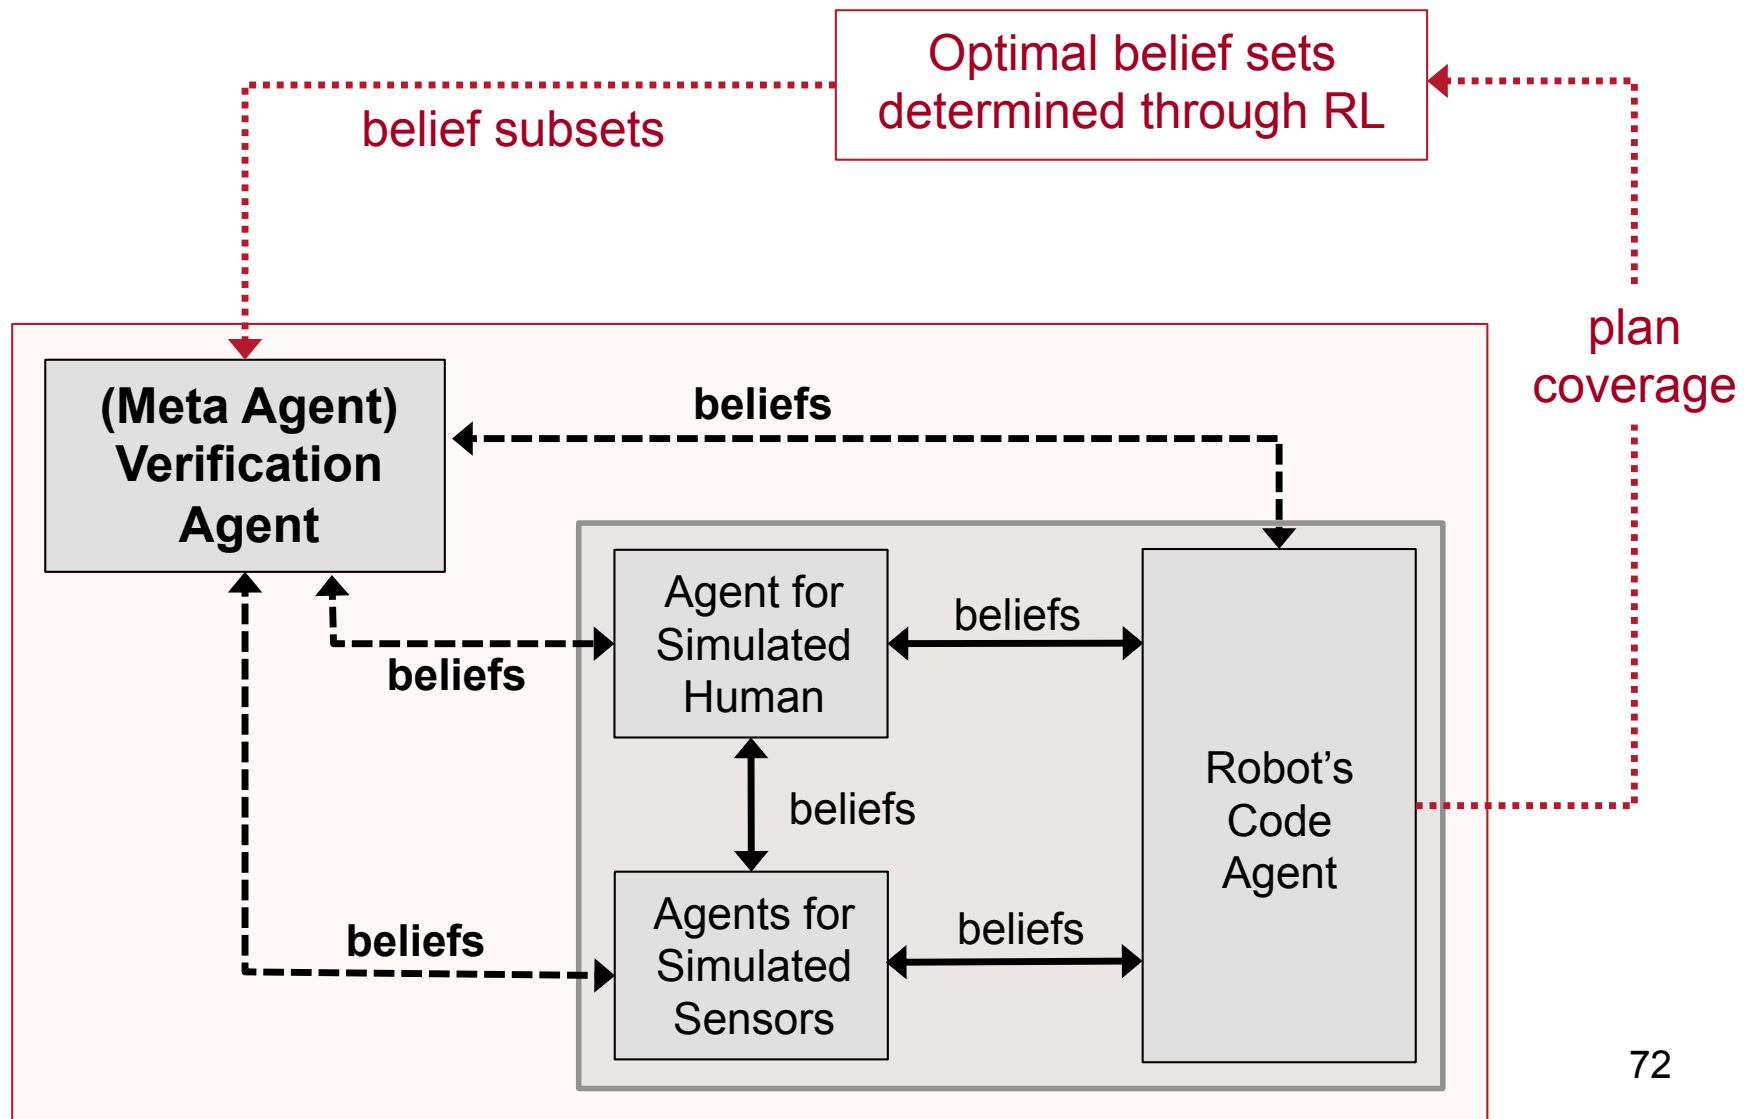 Optimal belief sets
determined through RL
belief subsets
plan
coverage
(Meta Agent)
Verification
Agent
beliefs
Agent for
Simulated
Human
beliefs
beliefs
Robot’s
Code
Agent
beliefs
Agents for
Simulated
Sensors
beliefs
beliefs
72